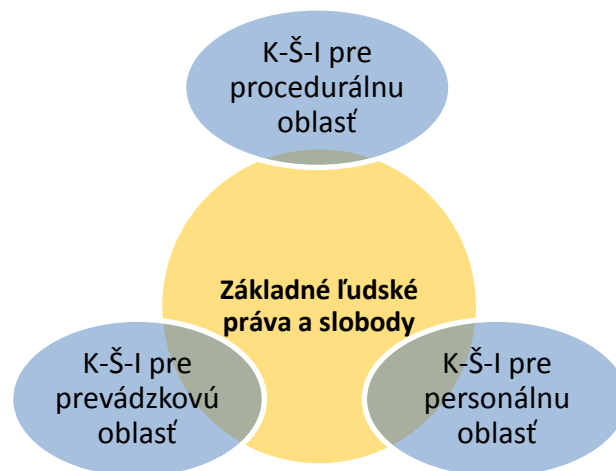 K-Š-I pre
procedurálnu
oblasť
Základné ľudské
práva a slobody
K-Š-I pre
prevádzkovú
oblasť
K-Š-I pre
personálnu
oblasť